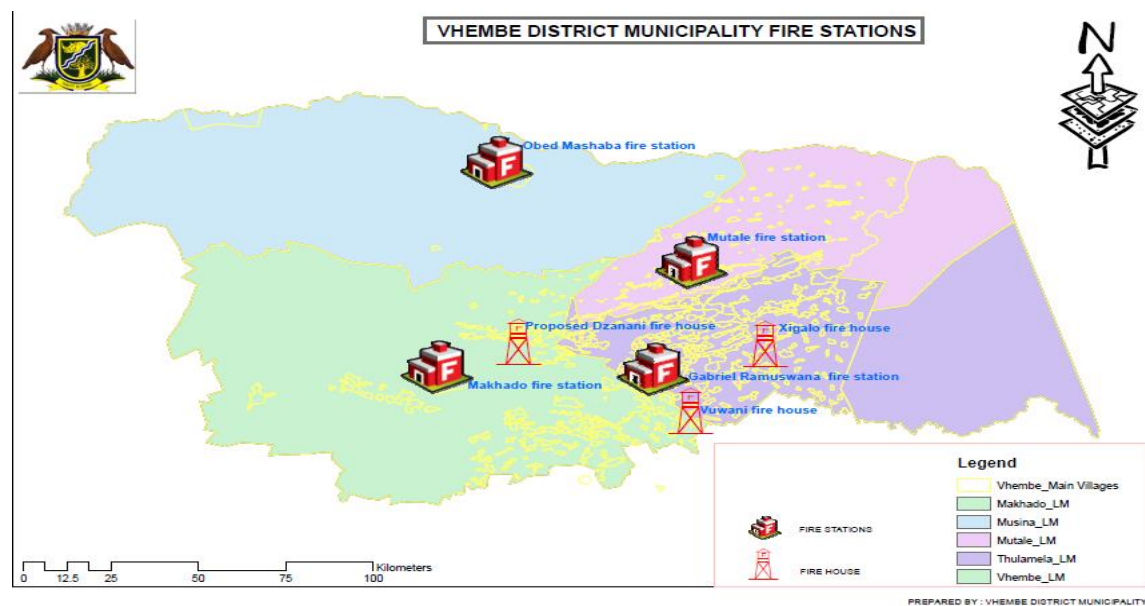 VHEMBE DISTRICT MUNICIPALITY FIRE STATIONS
N
Obed Mashaba fire station
Mutale fire station
Proposed Dzanani fire house
Xigalo fire house
Makhado fire station
Gabriel Ramuswana fire station
Vuwani fire house
Legend
Vhembe_Main Villages
Makhado_LM
Musina_LM
Mutale_LM
Thulamela_LM
Vhembe_LM
FIRE STATIONS
FIRE HOUSE
Kilometers
0 12.5 25 50 75 100
PREPARED BY : VHEMBE DISTRICT MUNICIPALITY